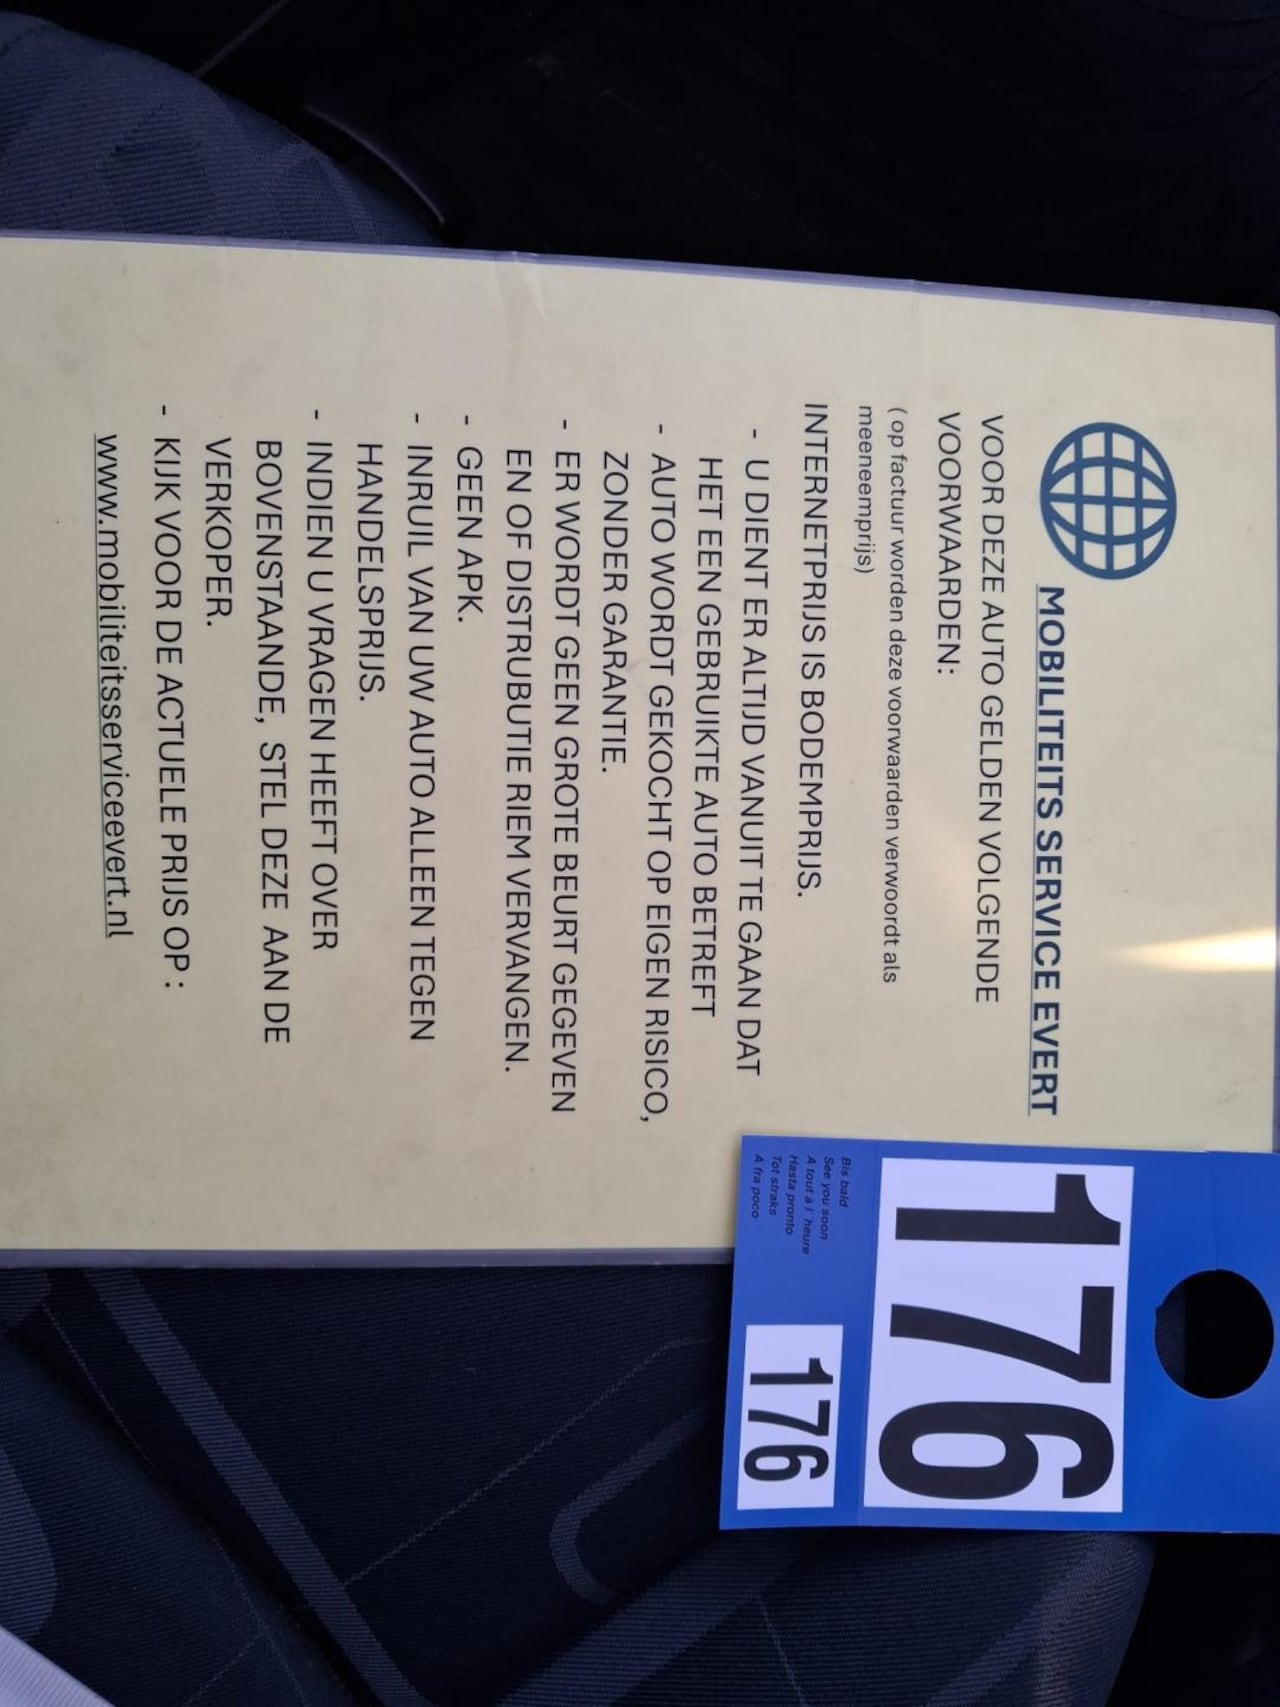 MOBILITEITS SERVICE EVERT
VOOR DEZE AUTO GELDEN VOLGENDE
VOORWAARDEN:
( op factuur worden deze voorwaarden verwoordt als
meeneemprijs)
INTERNETPRIJS IS BODEMPRIJS.
- U DIENT ER ALTIJD VANUIT TE GAAN DAT
HET EEN GEBRUIKTE AUTO BETREFT
- AUTO WORDT GEKOCHT OP EIGEN RISICO,
ZONDER GARANTIE.
- ER WORDT GEEN GROTE BEURT GEGEVEN
EN OF DISTRUBUTIE RIEM VERVANGEN.
- GEEN APK.
- INRUIL VAN UW AUTO ALLEEN TEGEN
HANDELSPRIJS.
- INDIEN U VRAGEN HEEFT OVER
BOVENSTAANDE, STEL DEZE AAN DE
VERKOPER.
- KIJK VOOR DE ACTUELE PRIJS OP :
www.mobiliteitsserviceevert.nl
176
Bis bald
See you soon
A tout à l´heure
Hasta pronto
Tot straks
A fra poco
176